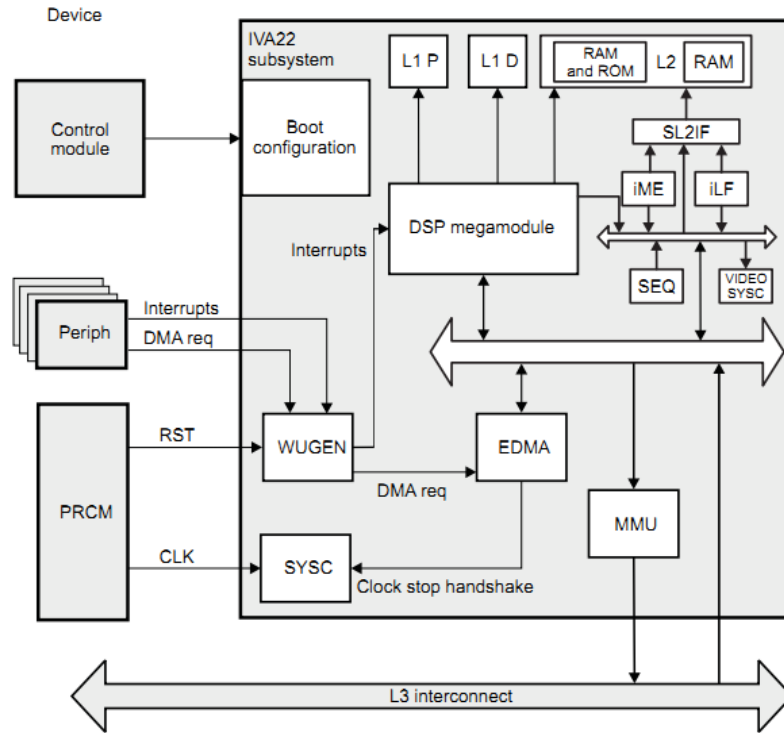 Device
IVA22
subsystem
L1 P
L1 D
RAM
and ROM
L2
RAM
Control
module
Boot
configuration
SL2IF
iME
iLF
DSP megamodule
Interrupts
SEQ
VIDEO
SYSC
Interrupts
Periph
DMA req
RST
WUGEN
EDMA
DMA req
PRCM
MMU
CLK
SYSC
Clock stop handshake
L3 interconnect